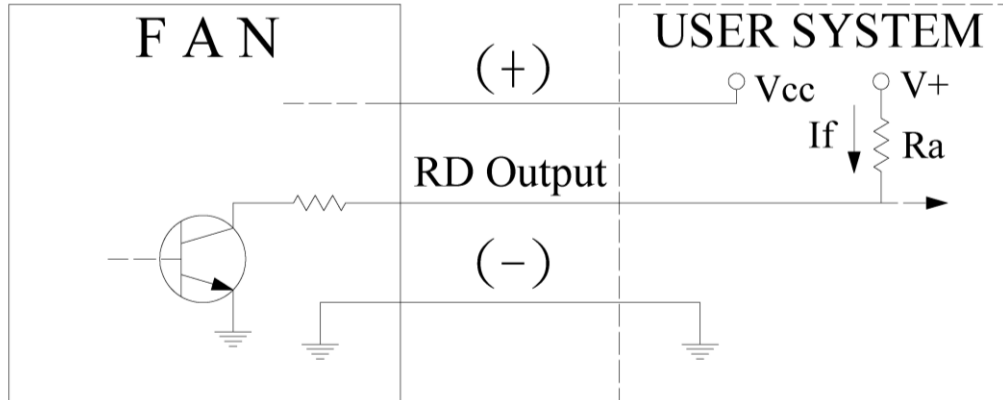 F A N
USER SYSTEM
(+)
Vcc
V+
If
Ra
RD Output
(-)